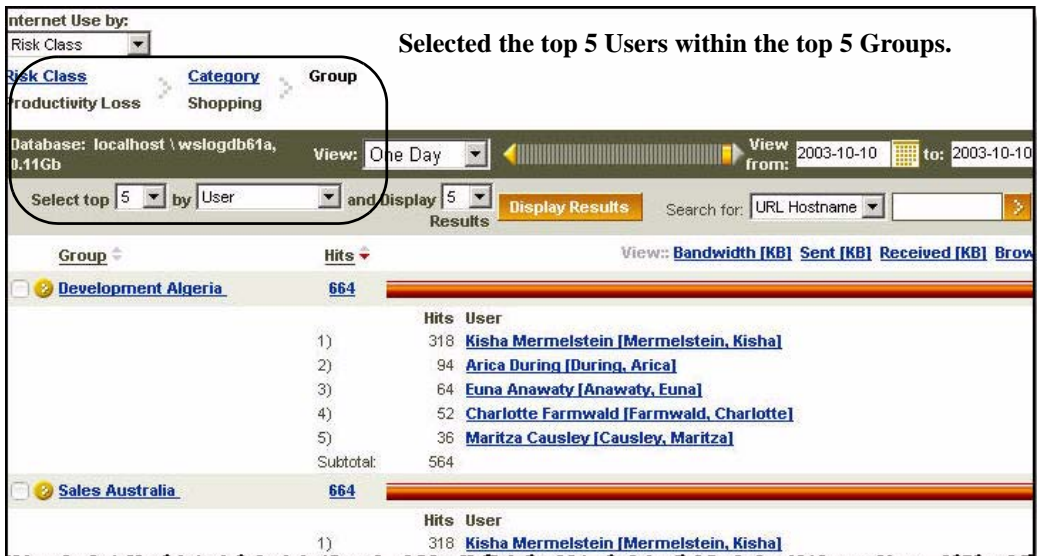 nternet Use by:
Risk Class
Selected the top 5 Users within the top 5 Groups.
Risk Class Category Group
Productivity Loss Shopping
Database: localhost \ wslogdb61a, 0.11Gb
View: One Day
View from: 2003-10-10 to: 2003-10-10
Select top 5 by User and Display 5 Results
Display Results
Search for: URL Hostname
Group Hits View:: Bandwidth [KB] Sent [KB] Received [KB] Brow
Development Algeria 664
Hits User
1) 318 Kisha Mermelstein [Mermelstein, Kisha]
2) 94 Arica During [During, Arica]
3) 64 Euna Anawaty [Anawaty, Euna]
4) 52 Charlotte Farmwald [Farmwald, Charlotte]
5) 36 Maritza Causley [Causley, Maritza]
Subtotal: 564
Sales Australia 664
Hits User
1) 318 Kisha Mermelstein [Mermelstein, Kisha]